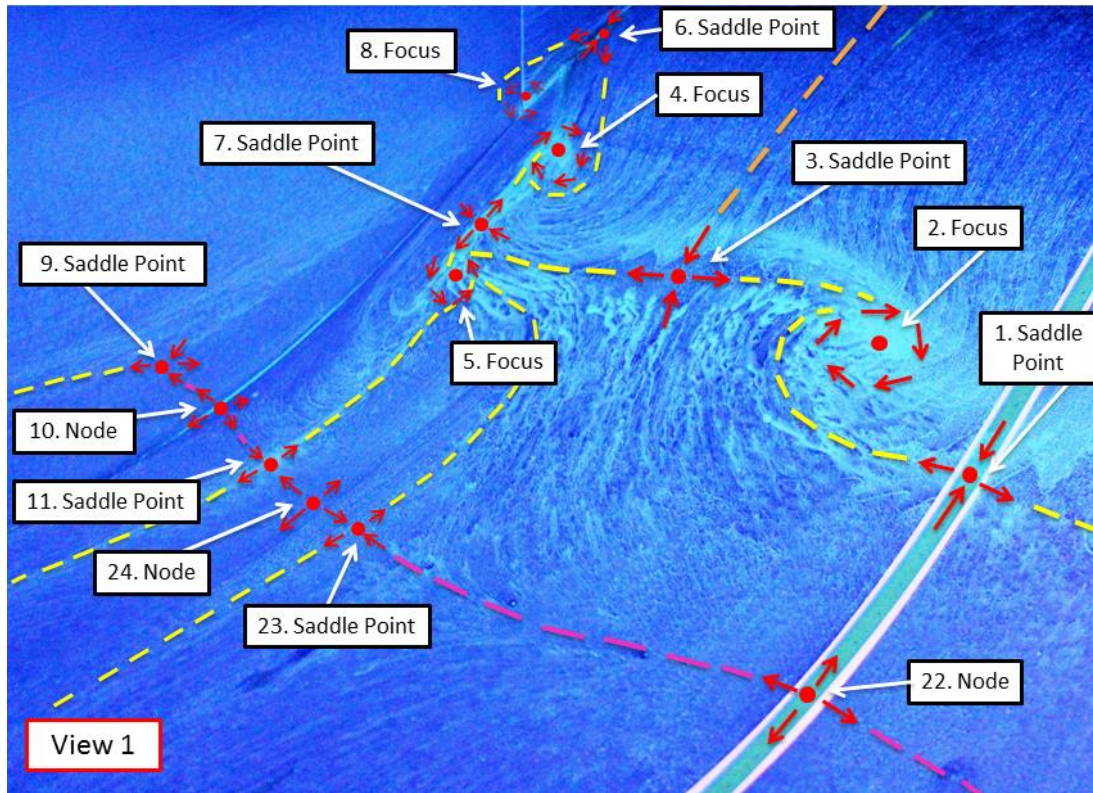 6. Saddle Point
8. Focus
4. Focus
7. Saddle Point
3. Saddle Point
2. Focus
9. Saddle Point
1. Saddle
Point
5. Focus
10. Node
11. Saddle Point
24. Node
23. Saddle Point
22. Node
View 1